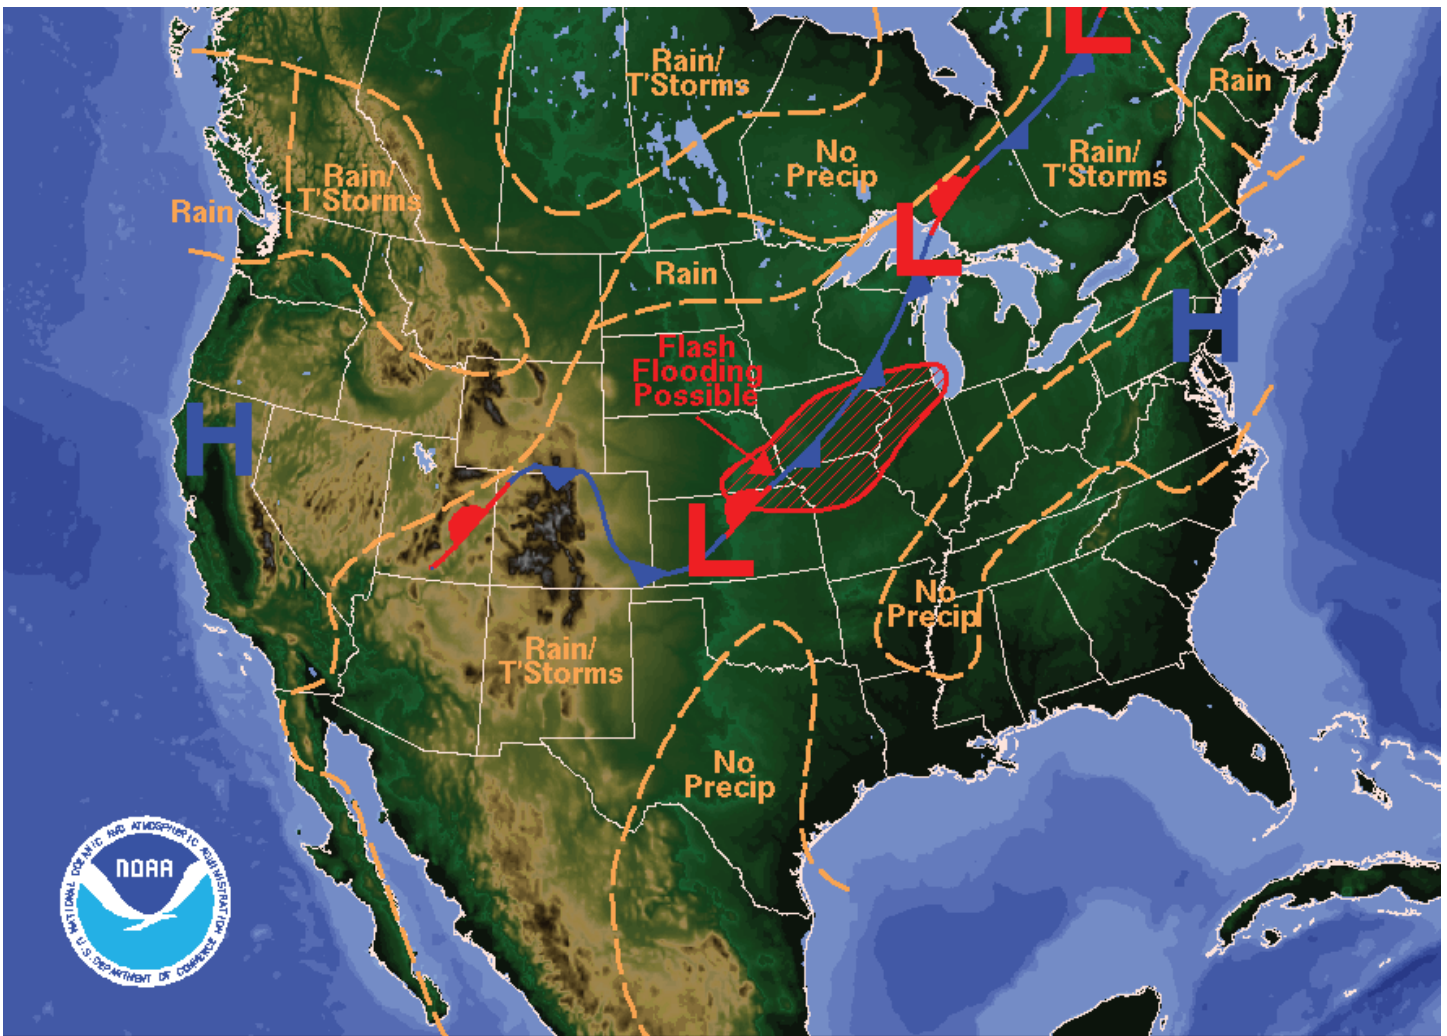 L
Rain/
T'Storms
Rain
No
Precip
Rain/
T'Storms
Rain/
T'Storms
Rain
L
Rain
H
Flash
Flooding
Possible
H
L
No
Precip
Rain/
T'Storms
No
Precip
NATIONAL OCEANIC AND ATMOSPHERIC ADMINISTRATION
NOAA
U.S. DEPARTMENT OF COMMERCE